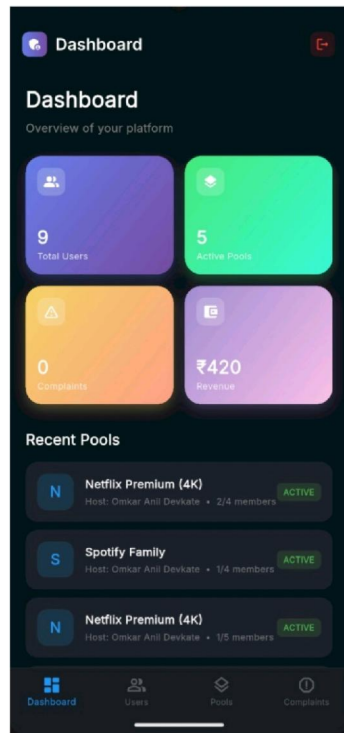 Dashboard
Dashboard
Overview of your platform
9
Total Users
5
Active Pools
0
Complaints
₹420
Revenue
Recent Pools
N
Netflix Premium (4K)
Host: Omkar Anil Devkate • 2/4 members
ACTIVE
S
Spotify Family
Host: Omkar Anil Devkate • 1/4 members
ACTIVE
N
Netflix Premium (4K)
Host: Omkar Anil Devkate • 1/5 members
ACTIVE
Dashboard
Users
Pools
Complaints